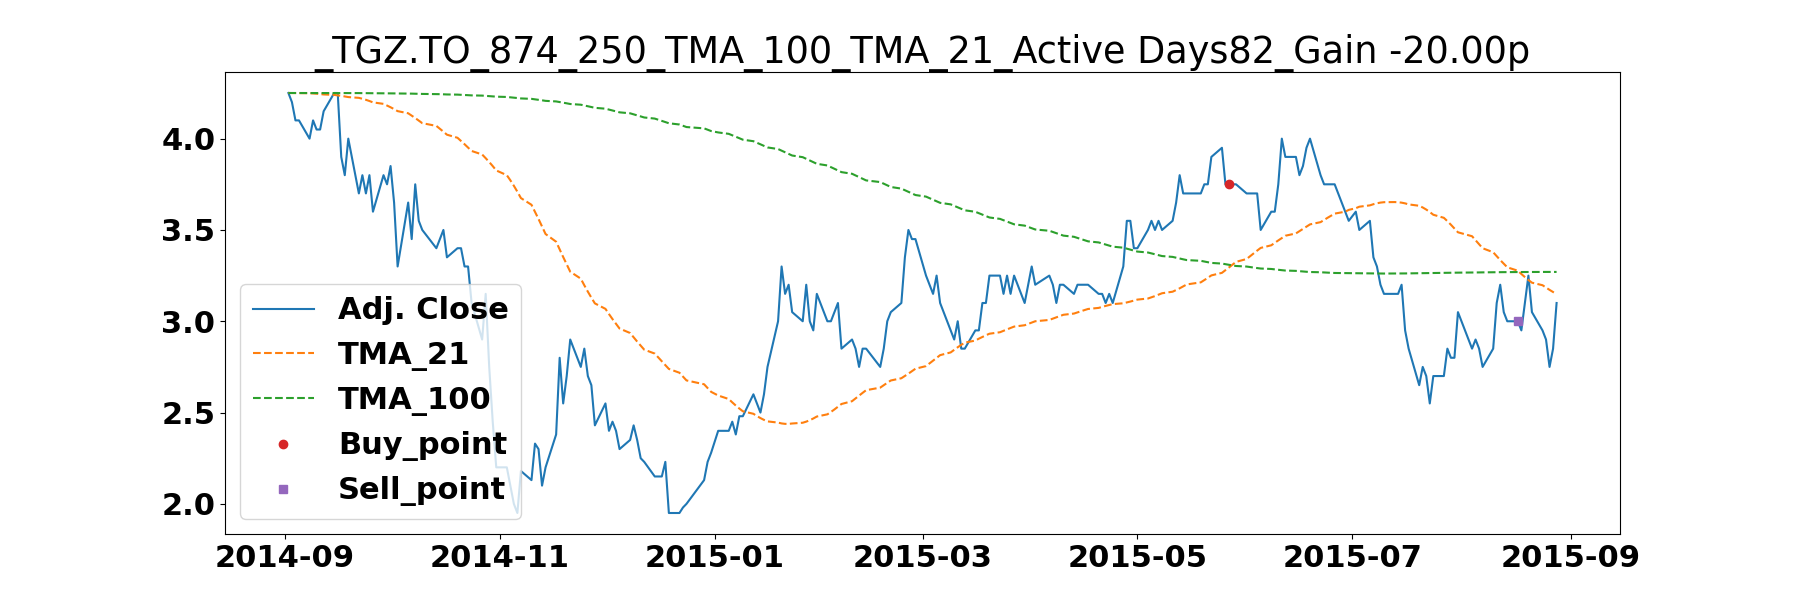 _TGZ.TO_874_250_TMA_100_TMA_21_Active Days82_Gain -20.00p
4.0
3.5
3.0
2.5
2.0
Adj. Close
TMA_21
TMA_100
Buy_point
Sell_point
2014-09 2014-11 2015-01 2015-03 2015-05 2015-07 2015-09